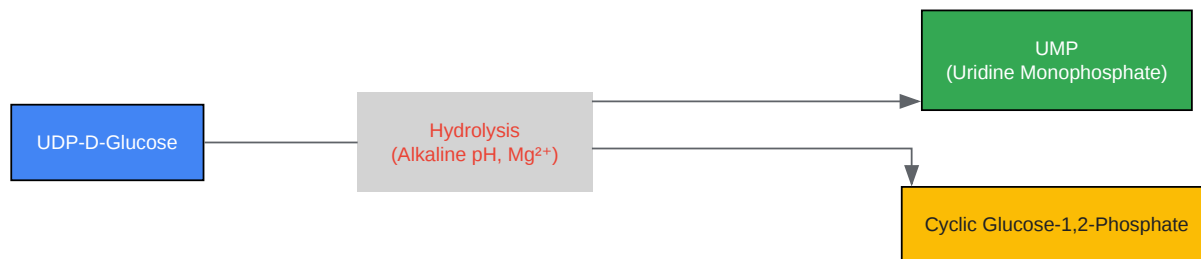 UDP-D-Glucose
Hydrolysis
(Alkaline pH, Mg²⁺)
UMP
(Uridine Monophosphate)
Cyclic Glucose-1,2-Phosphate